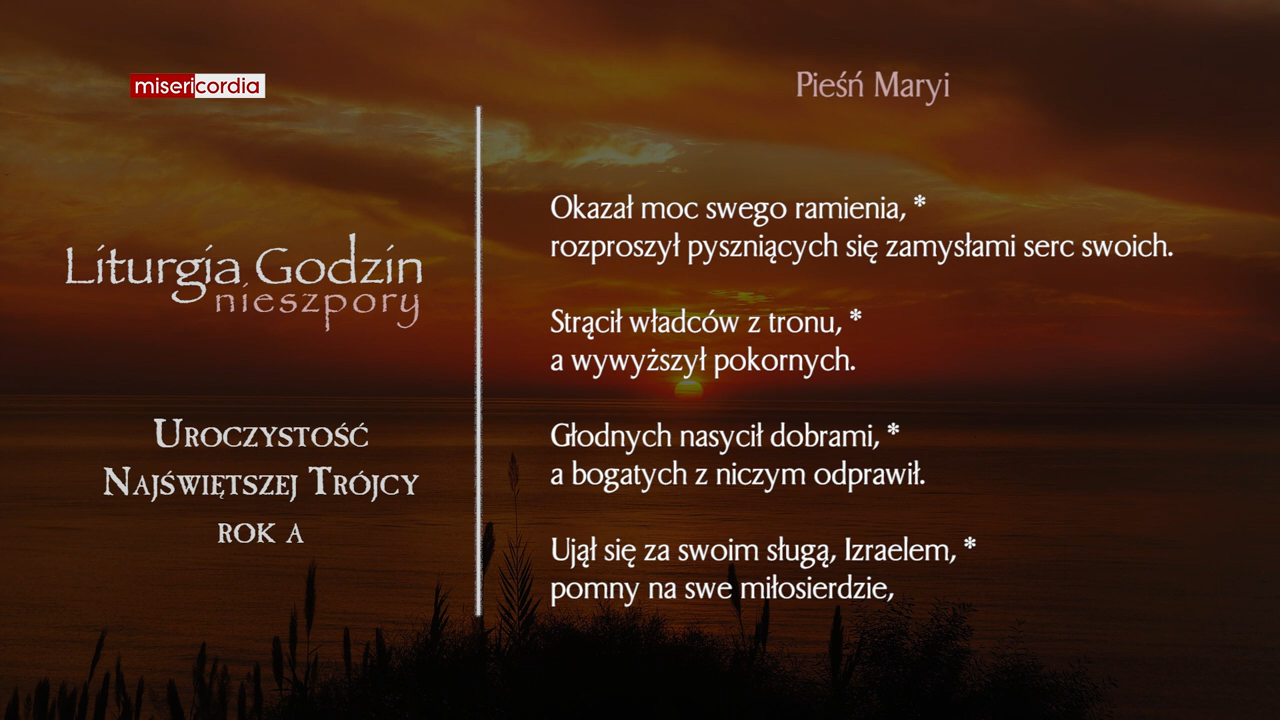 misericordia
Liturgia Godzin
nieszpory
Uroczystość
Najświętszej Trójcy
rok A
Pieśń Maryi
Okazał moc swego ramienia, *
rozproszył pyszniących się zamysłami serc swoich.
Strącił władców z tronu, *
a wywyższył pokornych.
Głodnych nasycił dobrami, *
a bogatych z niczym odprawił.
Ujął się za swoim sługą, Izraelem, *
pomny na swe miłosierdzie,